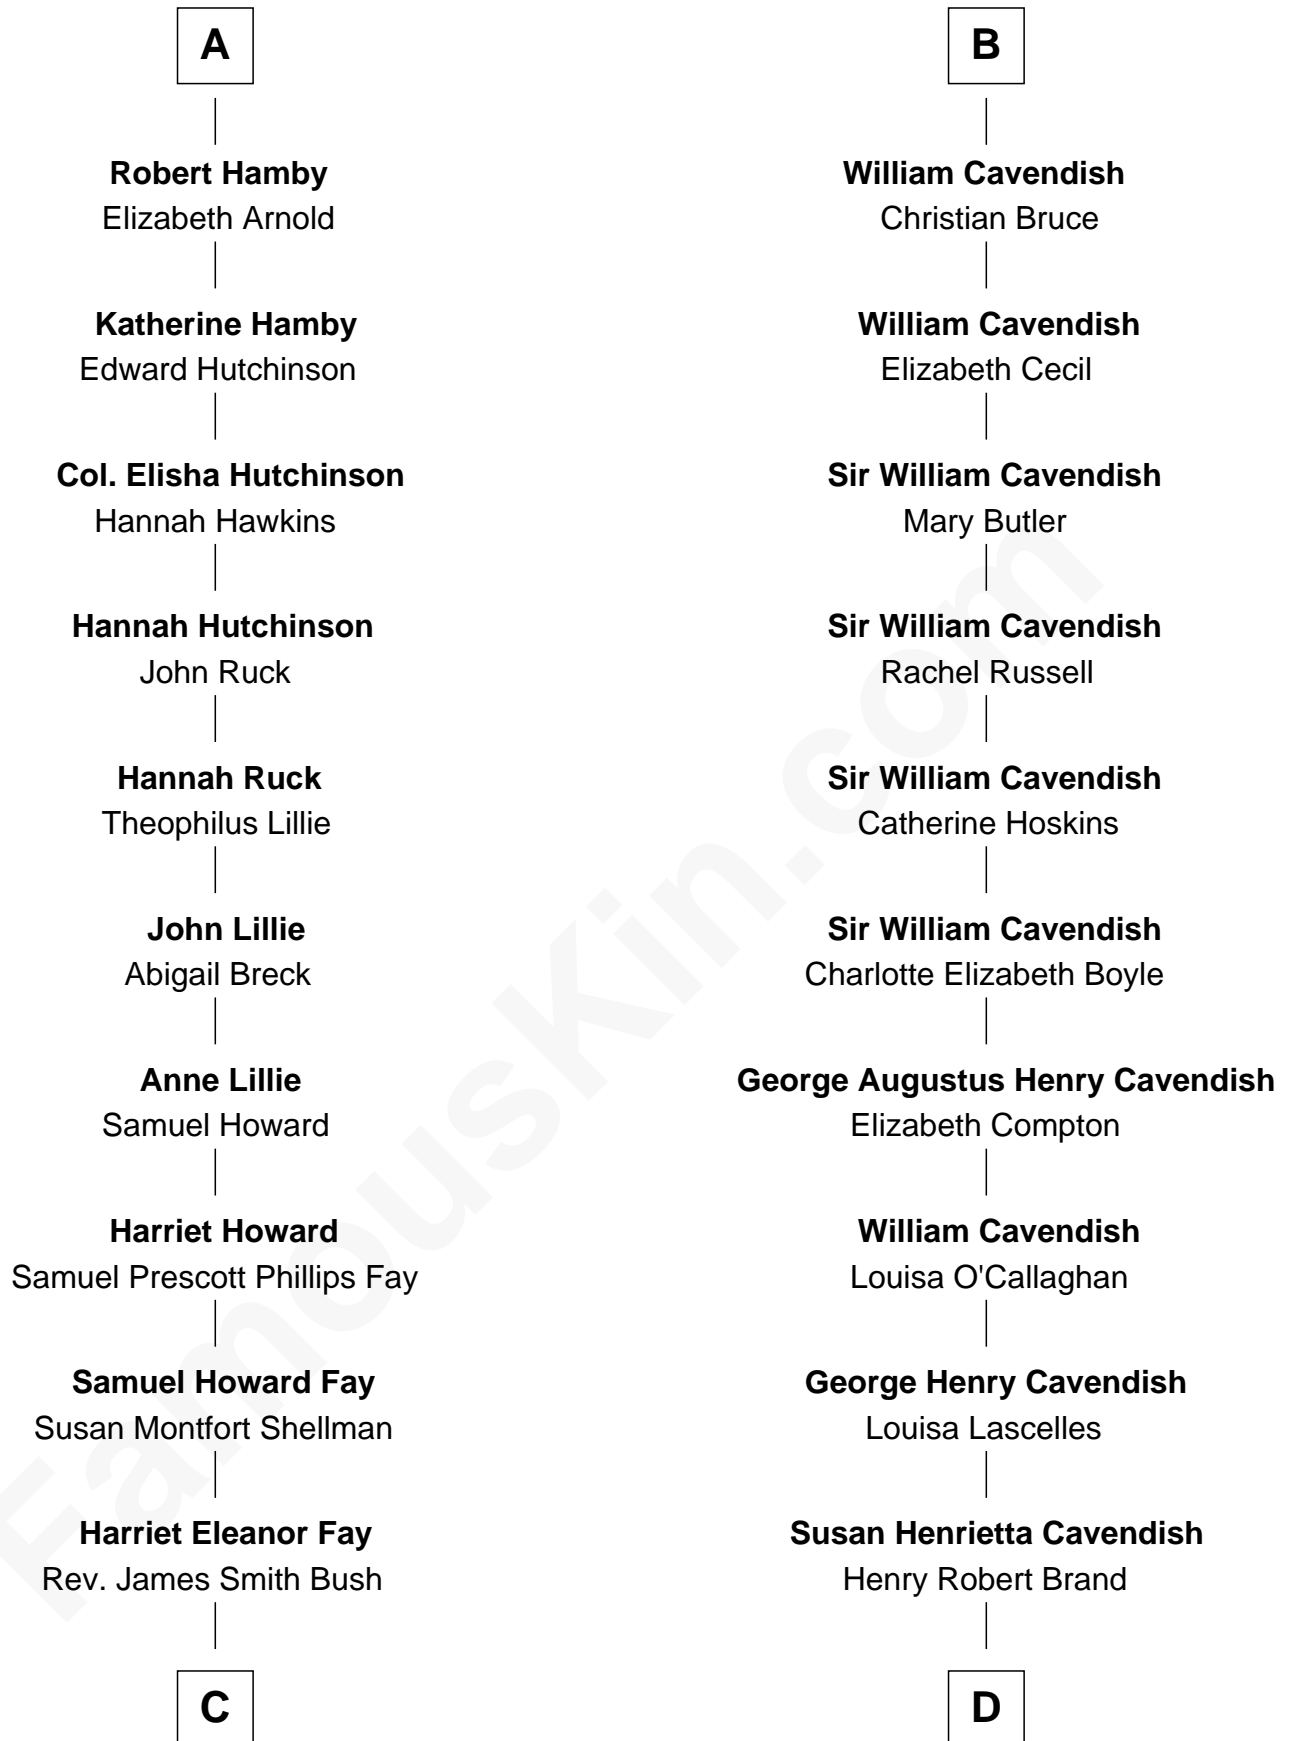 A
Robert Hamby
Elizabeth Arnold
Katherine Hamby
Edward Hutchinson
Col. Elisha Hutchinson
Hannah Hawkins
Hannah Hutchinson
John Ruck
Hannah Ruck
Theophilus Lillie
John Lillie
Abigail Breck
Anne Lillie
Samuel Howard
Harriet Howard
Samuel Prescott Phillips Fay
Samuel Howard Fay
Susan Montfort Shellman
Harriet Eleanor Fay
Rev. James Smith Bush
C
B
William Cavendish
Christian Bruce
William Cavendish
Elizabeth Cecil
Sir William Cavendish
Mary Butler
Sir William Cavendish
Rachel Russell
Sir William Cavendish
Catherine Hoskins
Sir William Cavendish
Charlotte Elizabeth Boyle
George Augustus Henry Cavendish
Elizabeth Compton
William Cavendish
Louisa O'Callaghan
George Henry Cavendish
Louisa Lascelles
Susan Henrietta Cavendish
Henry Robert Brand
D
FamousKin.com